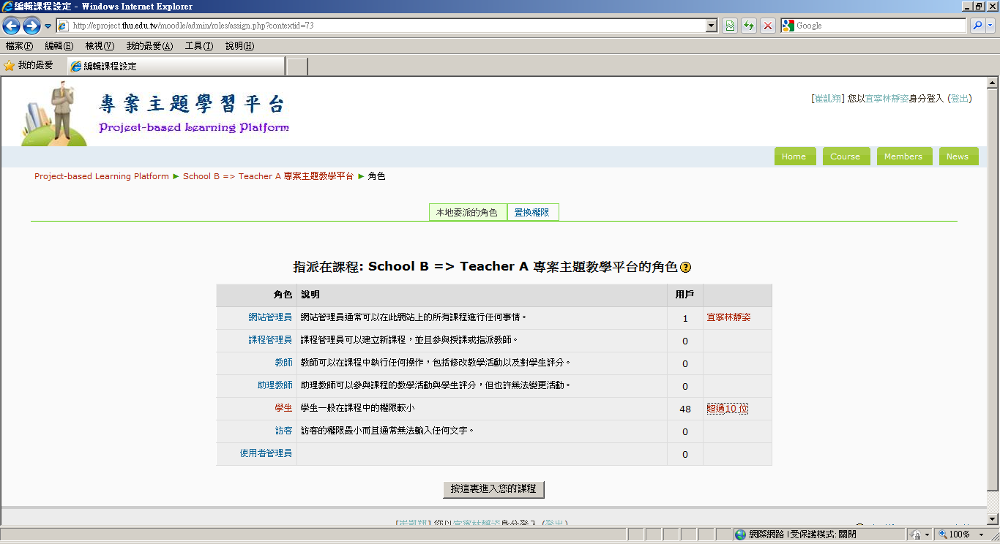 編輯課程設定 - Windows Internet Explorer
http://eproject.thu.edu.tw/moodle/admin/roles/assign.php?contextid=73
Google
檔案(F) 編輯(E) 檢視(V) 我的最愛(A) 工具(T) 說明(H)
我的最愛 編輯課程設定
專案主題學習平台
Project-based Learning Platform
[崔凱翔] 您以宜寧林靜姿身分登入 (登出)
Home Course Members News
Project-based Learning Platform ► School B => Teacher A 專案主題教學平台 ► 角色
本地委派的角色 置換權限
指派在課程: School B => Teacher A 專案主題教學平台的角色
角色 說明 用戶
網站管理員 網站管理員通常可以在此網站上的所有課程進行任何事情。 1 宜寧林靜姿
課程管理員 課程管理員可以建立新課程，並且參與授課或指派教師。 0
教師 教師可以在課程中執行任何操作，包括修改教學活動以及對學生評分。 0
助理教師 助理教師可以參與課程的教學活動與學生評分，但也許無法變更活動。 0
學生 學生一般在課程中的權限較小 48 超過10 位
訪客 訪客的權限最小而且通常無法輸入任何文字。 0
使用者管理員 0
按這裏進入您的課程
[崔凱翔] 您以宜寧林靜姿身分登入 (登出)
網際網路 | 受保護模式: 關閉 100%